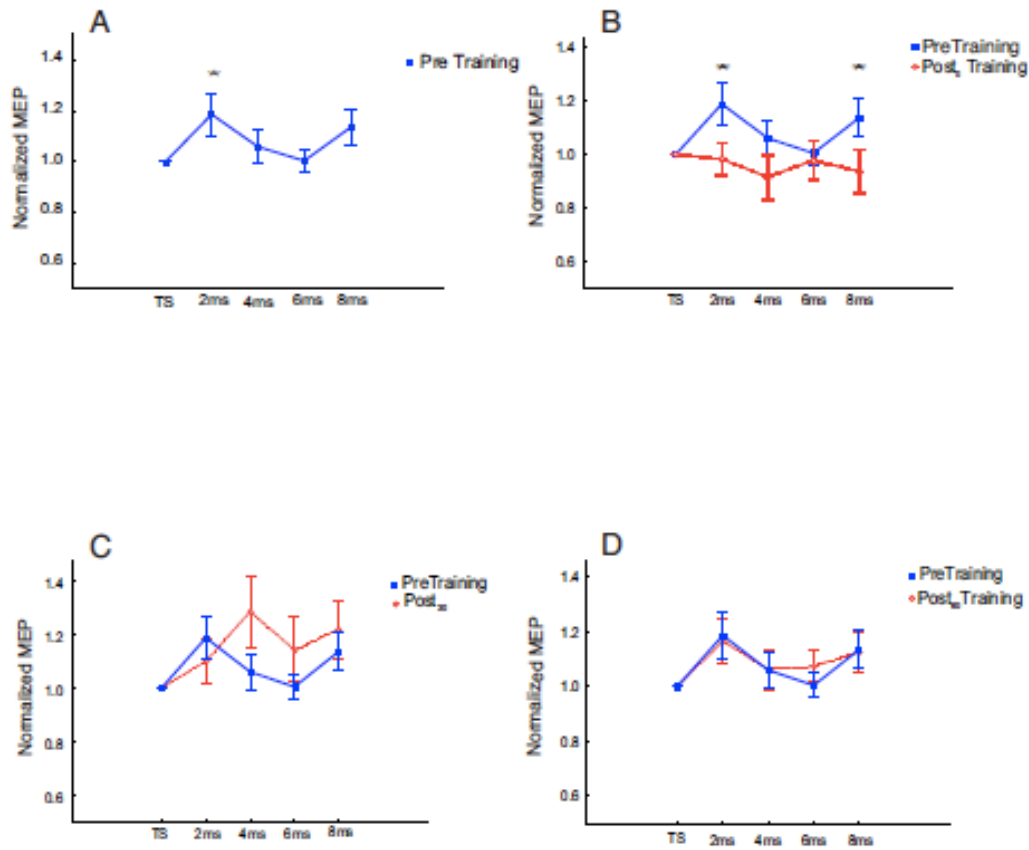 A
Normalized MEP
1.4
1.2
1.0
0.8
0.6
*
Pre Training
TS 2ms 4ms 6ms 8ms
B
Normalized MEP
1.4
1.2
1.0
0.8
0.6
* *
PreTraining
Post Training
TS 2ms 4ms 6ms 8ms
C
Normalized MEP
1.4
1.2
1.0
0.8
0.6
PreTraining
Post
TS 2ms 4ms 6ms 8ms
D
Normalized MEP
1.4
1.2
1.0
0.8
0.6
PreTraining
Post Training
TS 2ms 4ms 6ms 8ms